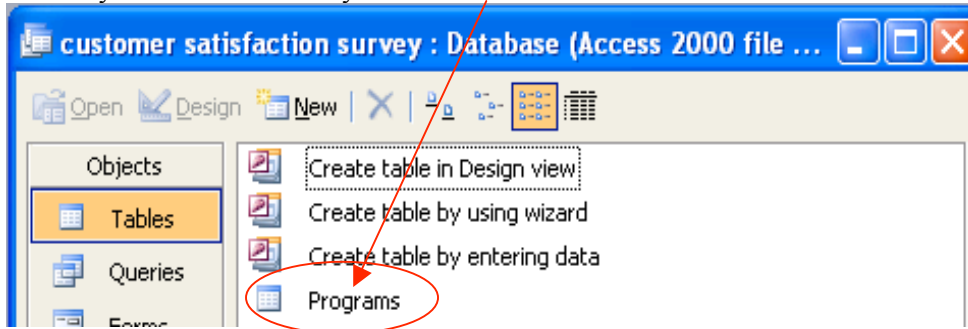 customer satisfaction survey : Database (Access 2000 file ...
Open Design New
Objects
Create table in Design view
Tables
Create table by using wizard
Create table by entering data
Queries
Programs
Forms